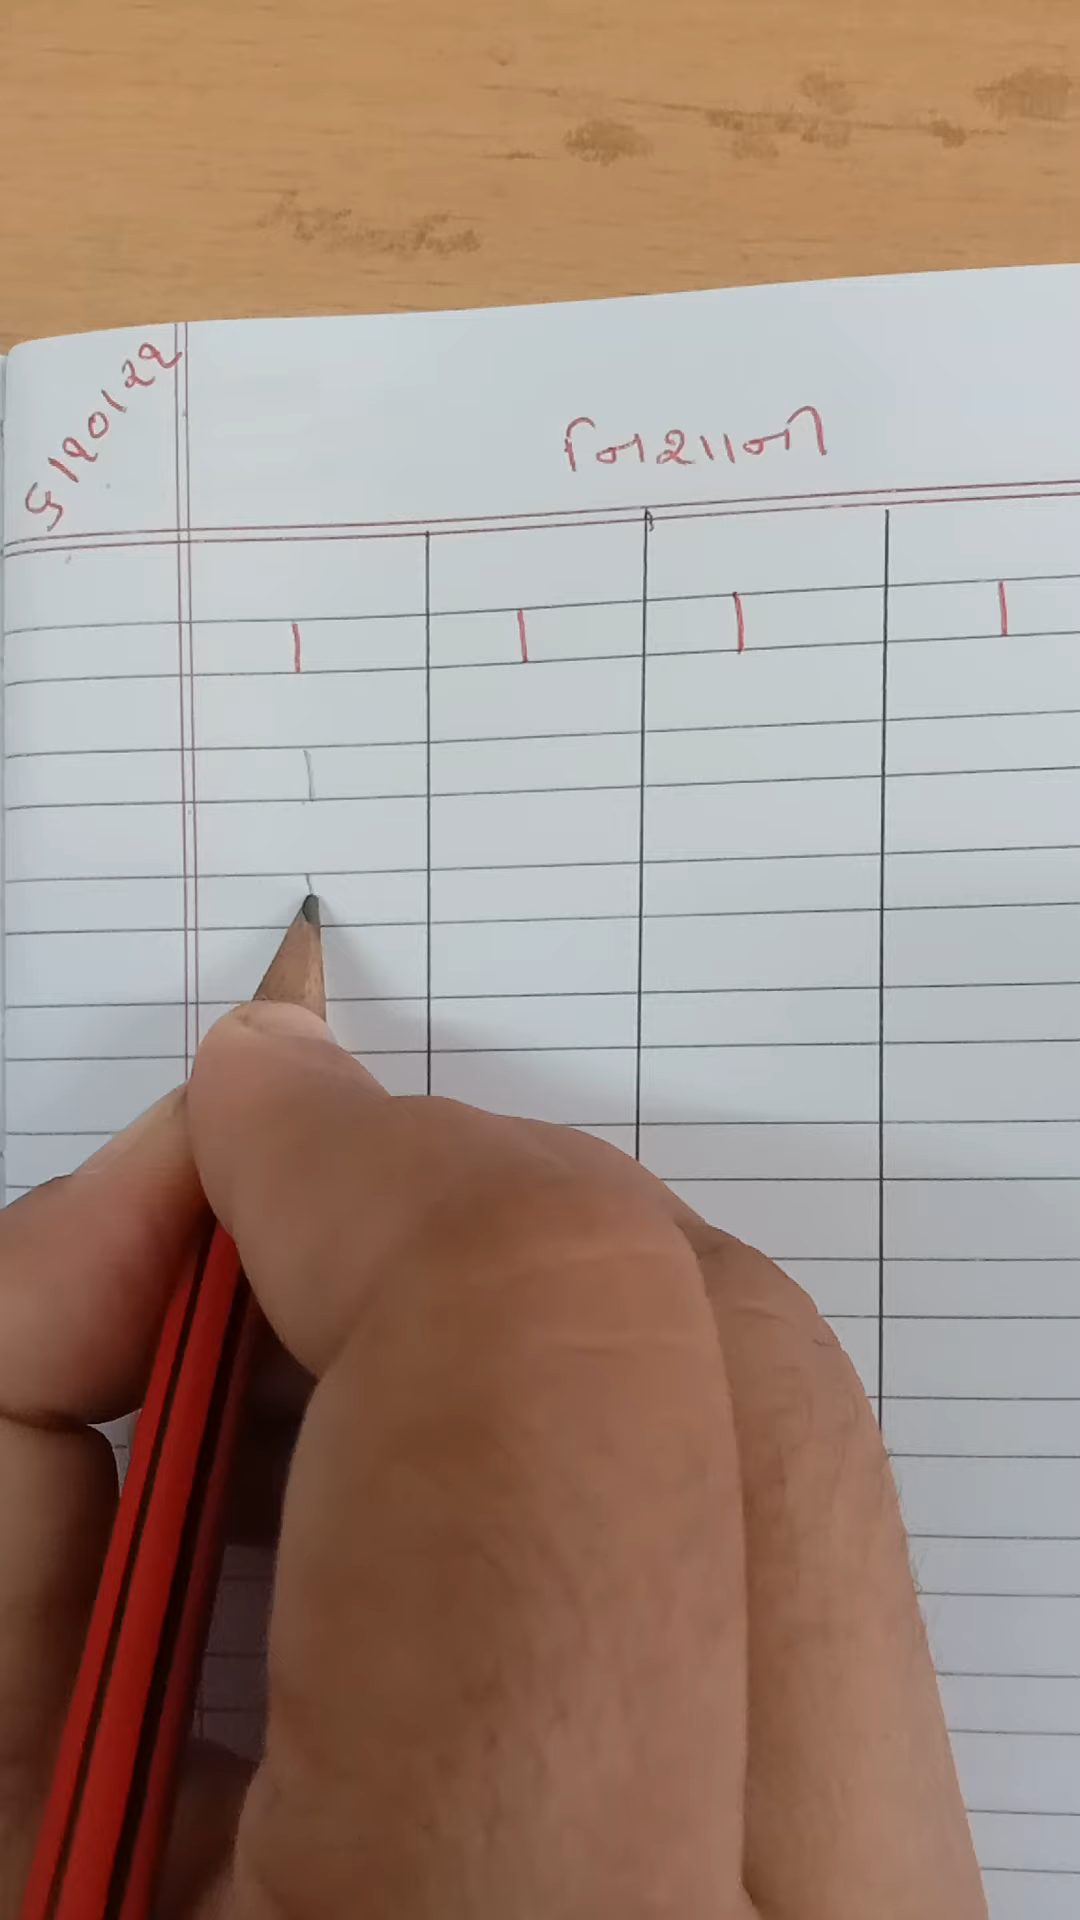 ૬/૧૦/૨૨
નિશાની
| | | |
|